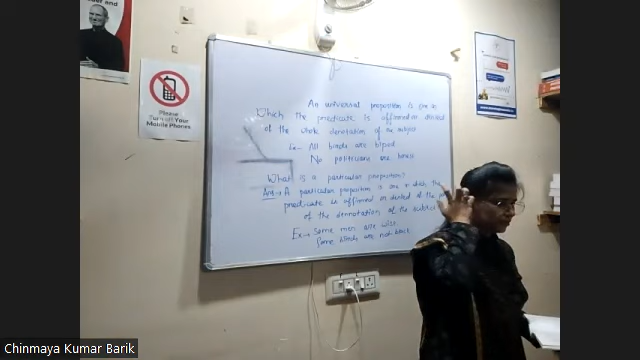 An universal proposition is one in
Which the predicate is affirmed or denied
of the whole denotation of the subject
Ex- All birds are biped
No politicians are honest
What is a particular proposition?
Ans→ A particular proposition is one in which the
predicate is affirmed or denied of the
of the denotation of the subject
Ex→ Some men are wise
Some birds are not black
Please
Turn off Your
Mobile Phones
Chinmaya Kumar Barik